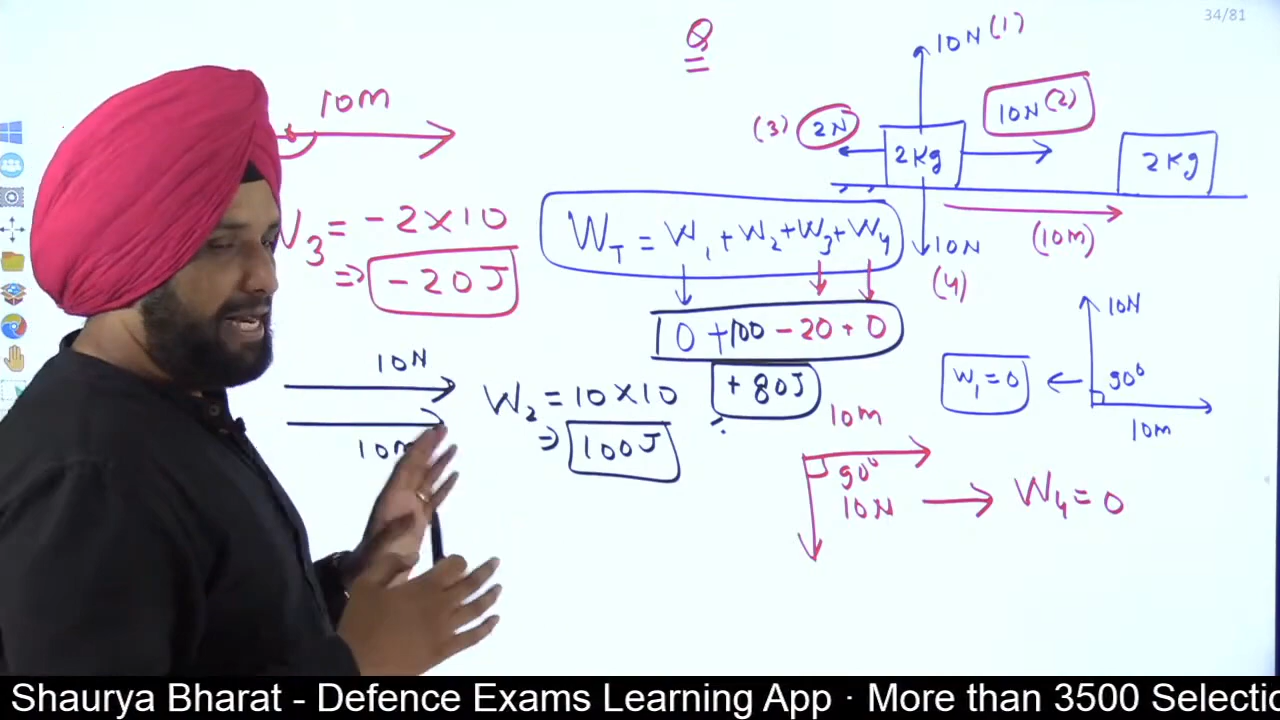 34/81
Q
10N (1)
10N (2)
(3) 2N
2Kg
2Kg
10N
(4)
(10m)
10m
W3 = -2×10
⇒ -20J
WT = W1 + W2 + W3 + W4
10 + 100 - 20 + 0
+80J
10N
10m
W2 = 10×10
⇒ 100J
10N
90°
10m
W1 = 0
10m
90°
10N
W4 = 0
Shaurya Bharat - Defence Exams Learning App · More than 3500 Selectio